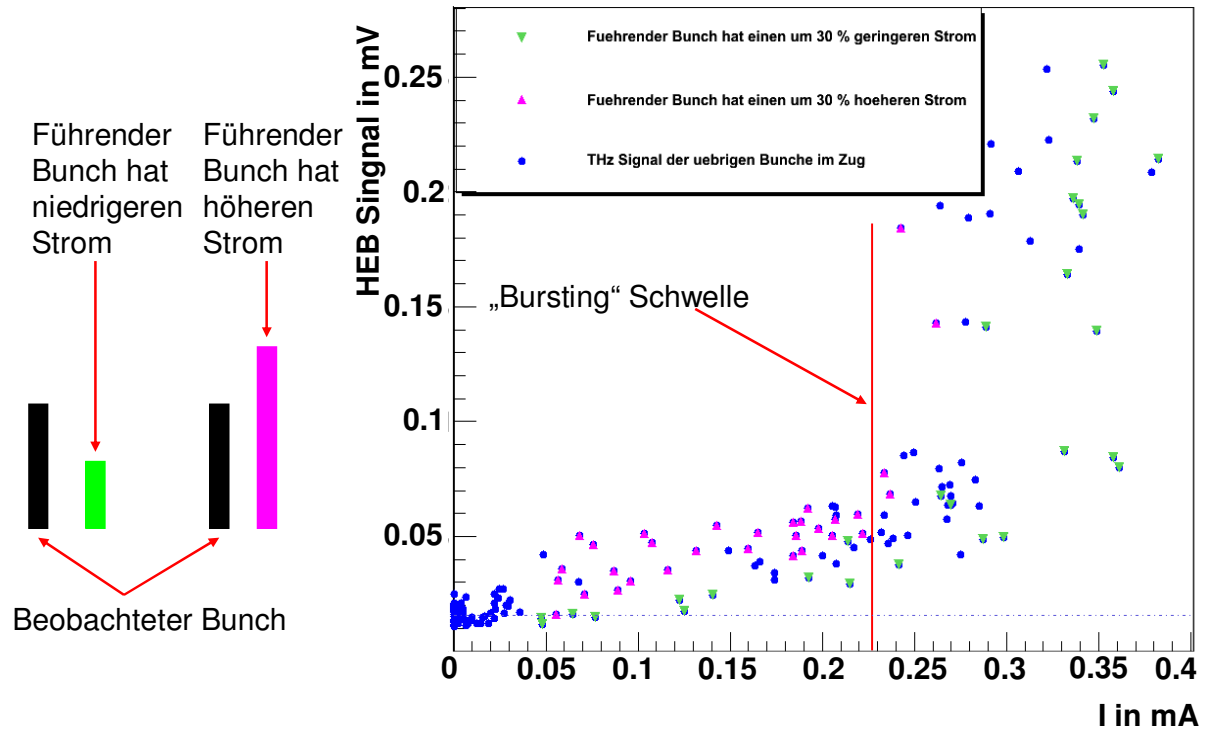 Führender
Bunch hat
niedrigeren
Strom
Führender
Bunch hat
höheren
Strom
Beobachteter Bunch
HEB Singnal in mV
Fuehrender Bunch hat einen um 30 % geringeren Strom
Fuehrender Bunch hat einen um 30 % hoeheren Strom
THz Signal der uebrigen Bunche im Zug
„Bursting“ Schwelle
0.25
0.2
0.15
0.1
0.05
0 0.05 0.1 0.15 0.2 0.25 0.3 0.35 0.4
I in mA